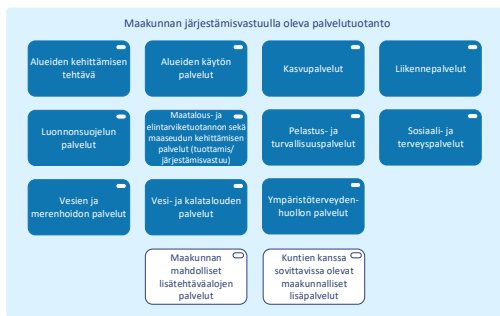 Maakunnan järjestämisvastuulla oleva palvelutuotanto
Alueiden kehittämisen
tehtävä
Alueiden käytön
palvelut
Kasvupalvelut
Liikennepalvelut
Luonnonsuojelun
palvelut
Maatalous- ja
elintarviketuotannon sekä
maaseudun kehittämisen
palvelut (tuottamis/
järjestämisvastuu)
Pelastus- ja
turvallisuuspalvelut
Sosiaali- ja
terveyspalvelut
Vesien ja
merenhoidon palvelut
Vesi- ja kalatalouden
palvelut
Ympäristöterveyden-
huollon palvelut
Maakunnan
mahdolliset
lisätehtäväalojen
palvelut
Kuntien kanssa
sovittavissa olevat
maakunnalliset
lisäpalvelut